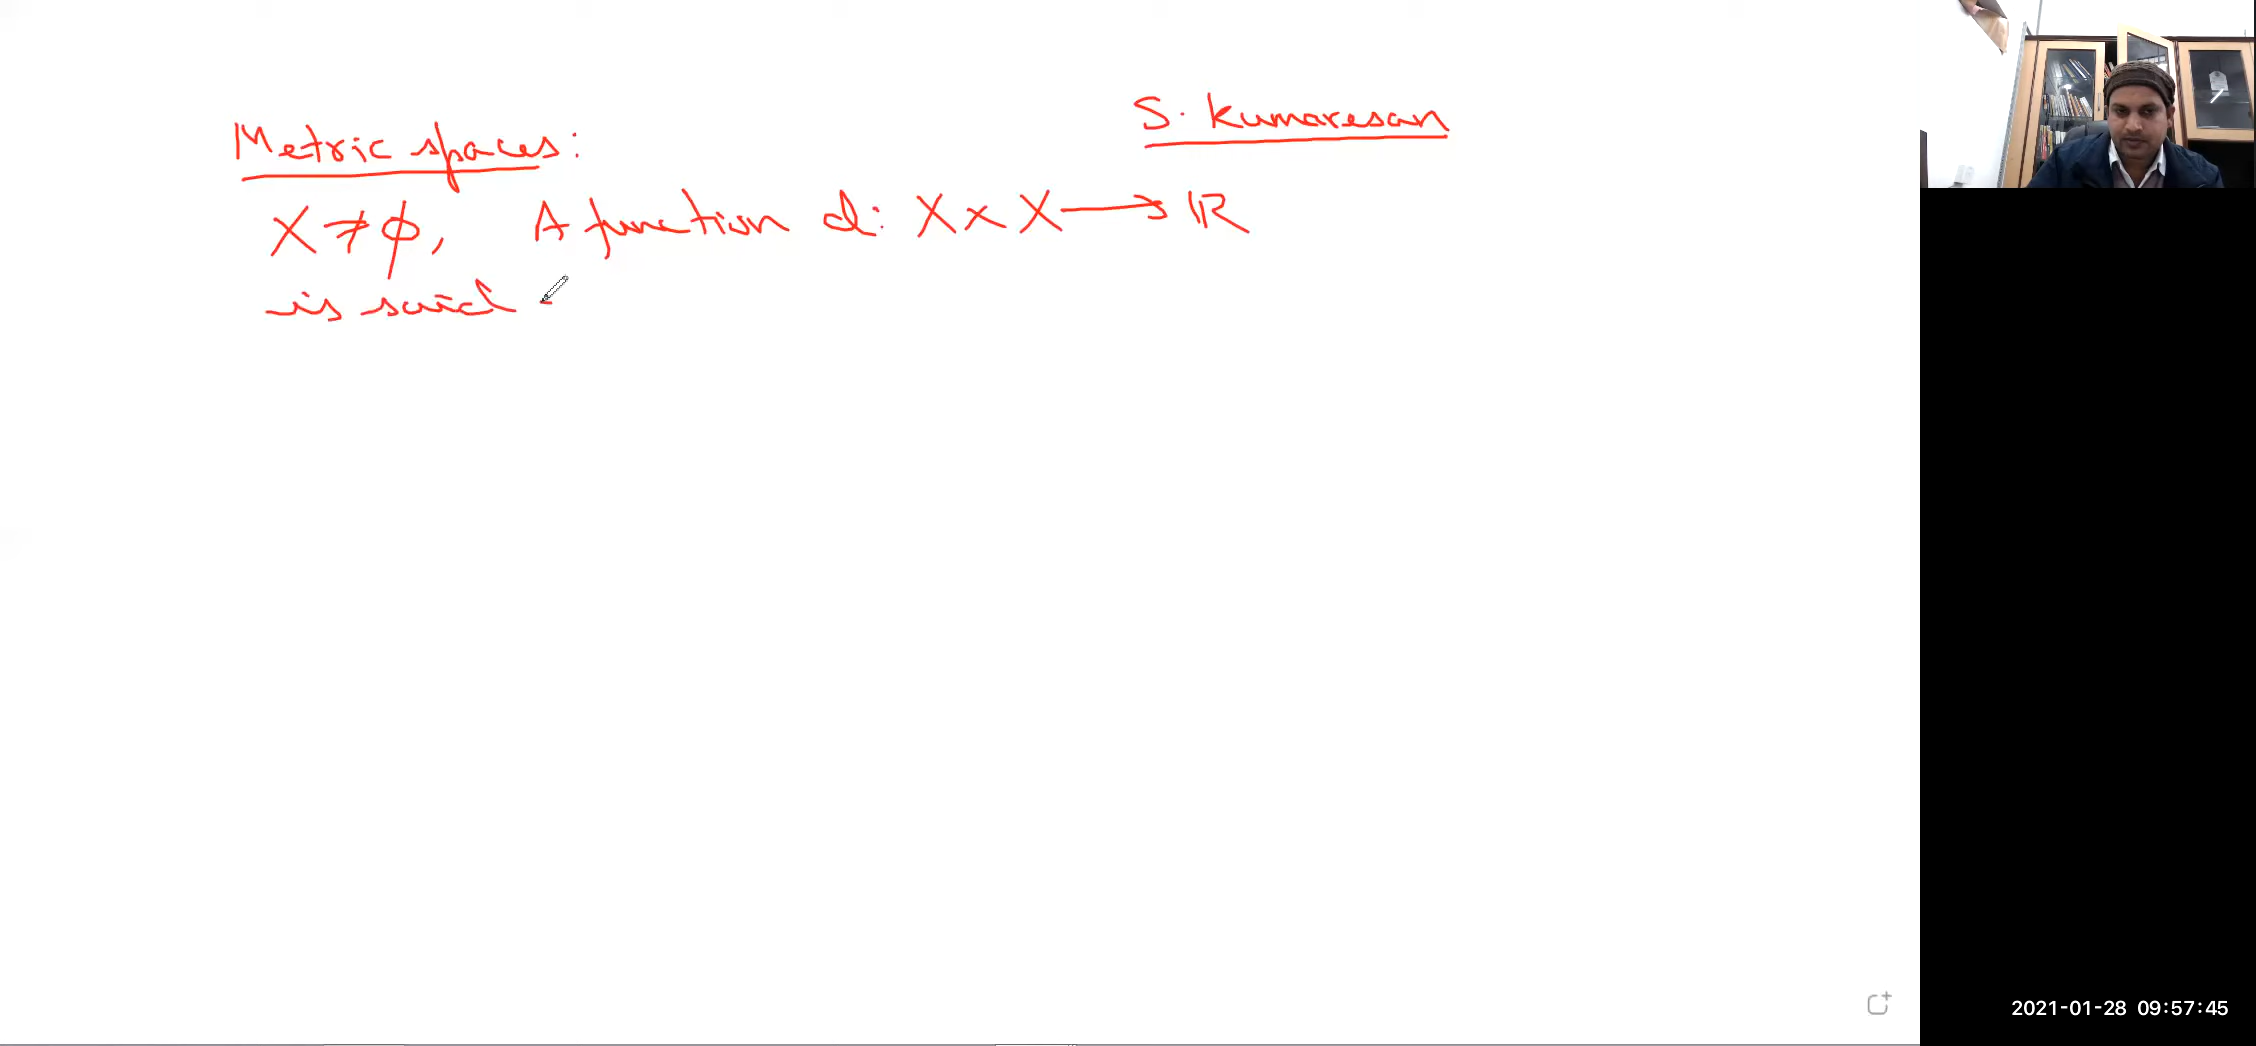 S. Kumaresan
Metric spaces:
X ≠ ϕ, A function d: X × X ⟶ ℝ
is said
2021-01-28 09:57:45